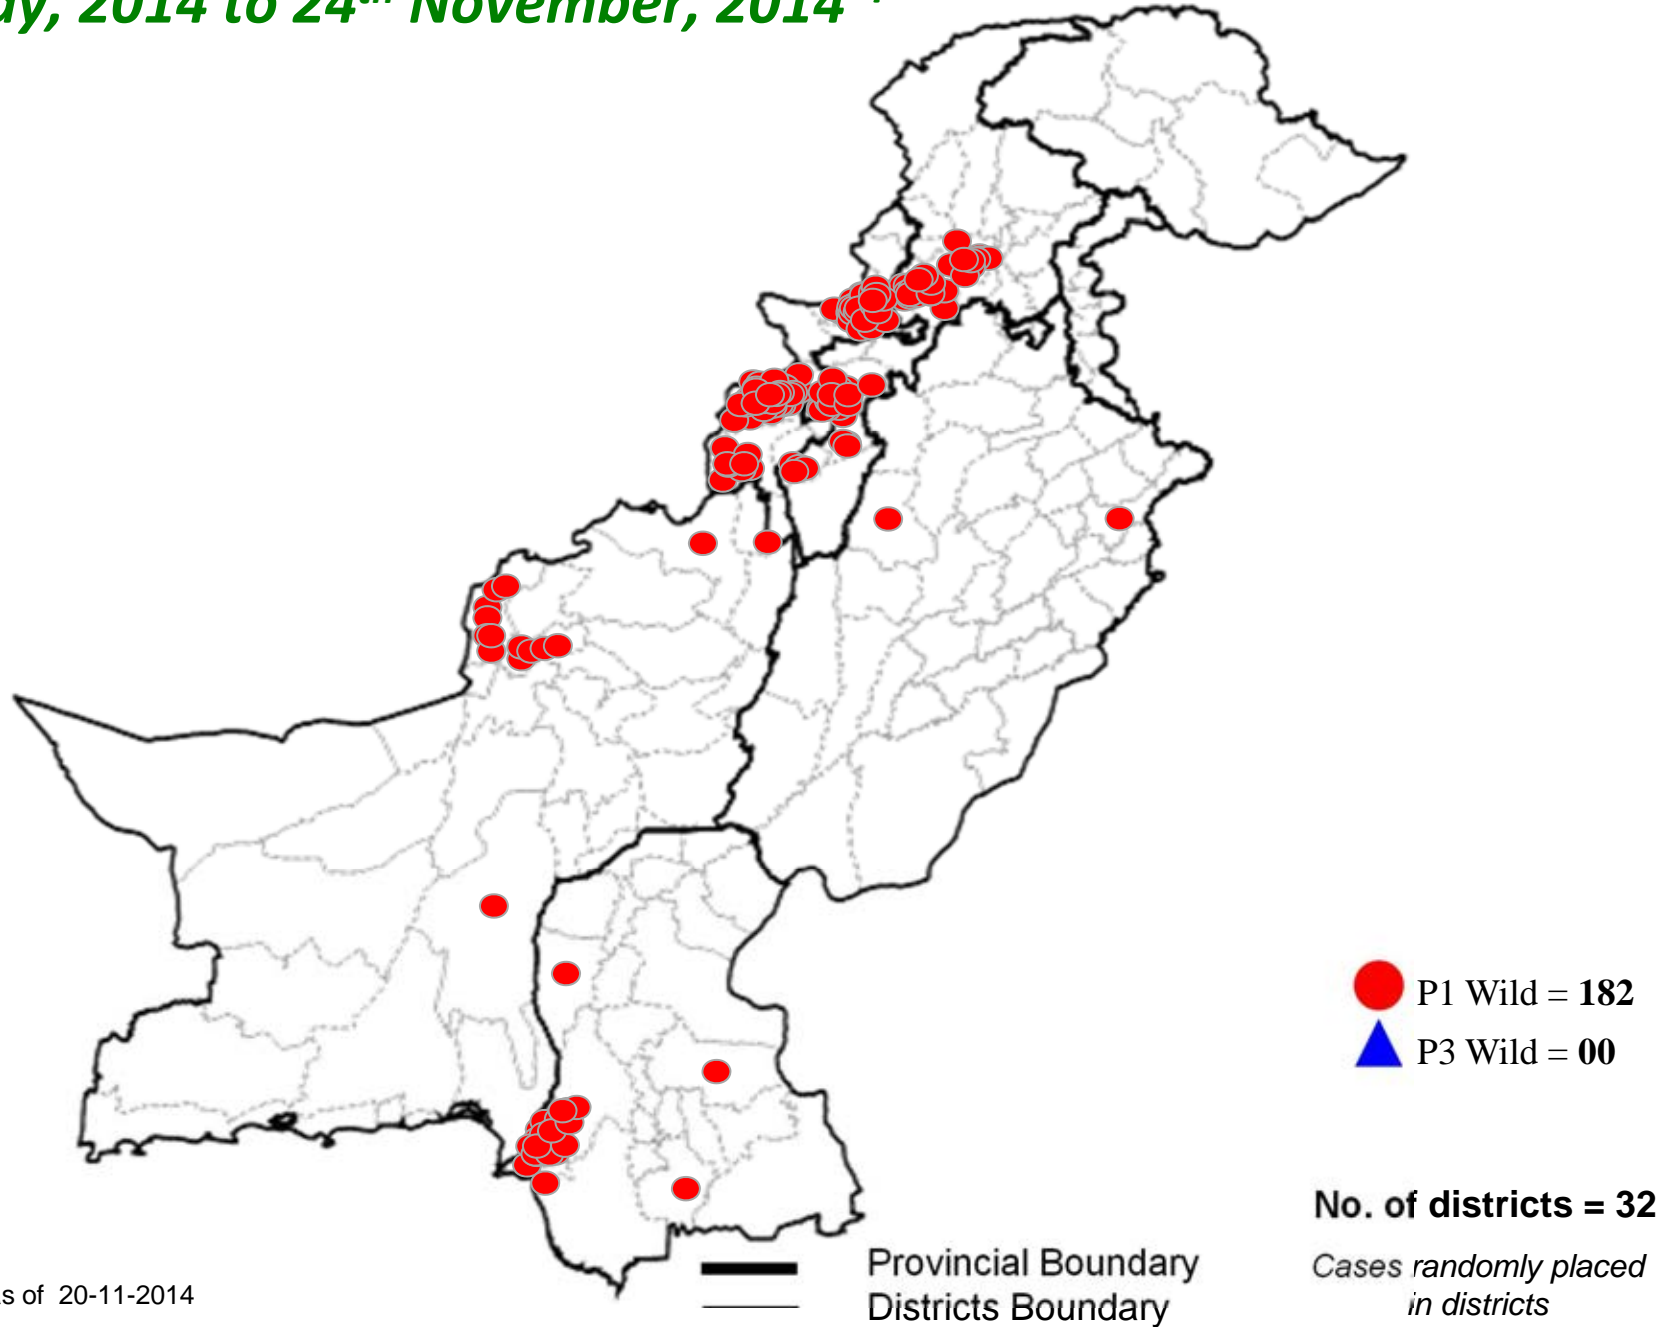 2014 to 24th November, 2014
P1 Wild = 182
P3 Wild = 00
No. of districts = 32
Cases randomly placed
in districts
Provincial Boundary
Districts Boundary
of 20-11-2014